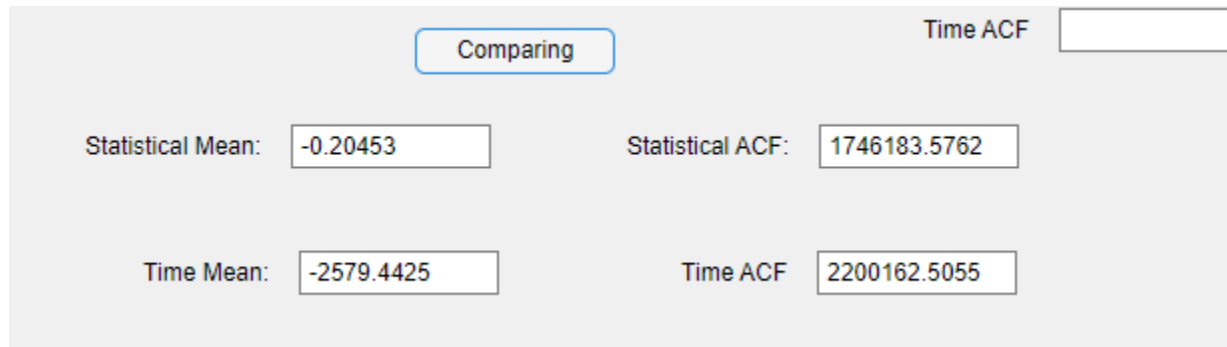 Time ACF
Comparing
Statistical Mean: -0.20453 Statistical ACF: 1746183.5762
Time Mean: -2579.4425 Time ACF 2200162.5055